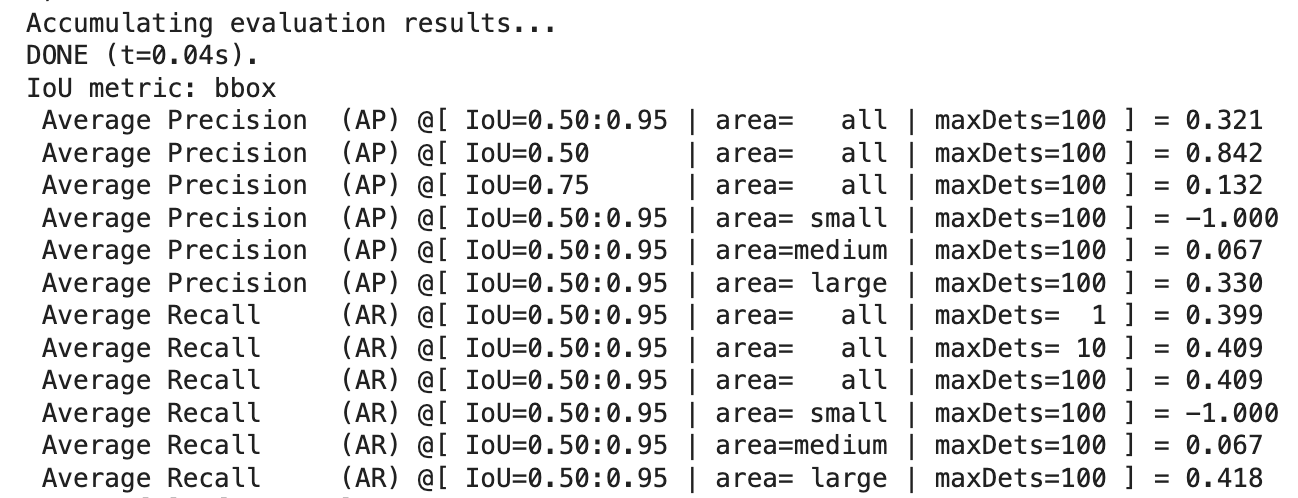 Accumulating evaluation results...
DONE (t=0.04s).
IoU metric: bbox
 Average Precision  (AP) @[ IoU=0.50:0.95 | area=   all | maxDets=100 ] = 0.321
 Average Precision  (AP) @[ IoU=0.50      | area=   all | maxDets=100 ] = 0.842
 Average Precision  (AP) @[ IoU=0.75      | area=   all | maxDets=100 ] = 0.132
 Average Precision  (AP) @[ IoU=0.50:0.95 | area= small | maxDets=100 ] = -1.000
 Average Precision  (AP) @[ IoU=0.50:0.95 | area=medium | maxDets=100 ] = 0.067
 Average Precision  (AP) @[ IoU=0.50:0.95 | area= large | maxDets=100 ] = 0.330
 Average Recall     (AR) @[ IoU=0.50:0.95 | area=   all | maxDets=  1 ] = 0.399
 Average Recall     (AR) @[ IoU=0.50:0.95 | area=   all | maxDets= 10 ] = 0.409
 Average Recall     (AR) @[ IoU=0.50:0.95 | area=   all | maxDets=100 ] = 0.409
 Average Recall     (AR) @[ IoU=0.50:0.95 | area= small | maxDets=100 ] = -1.000
 Average Recall     (AR) @[ IoU=0.50:0.95 | area=medium | maxDets=100 ] = 0.067
 Average Recall     (AR) @[ IoU=0.50:0.95 | area= large | maxDets=100 ] = 0.418